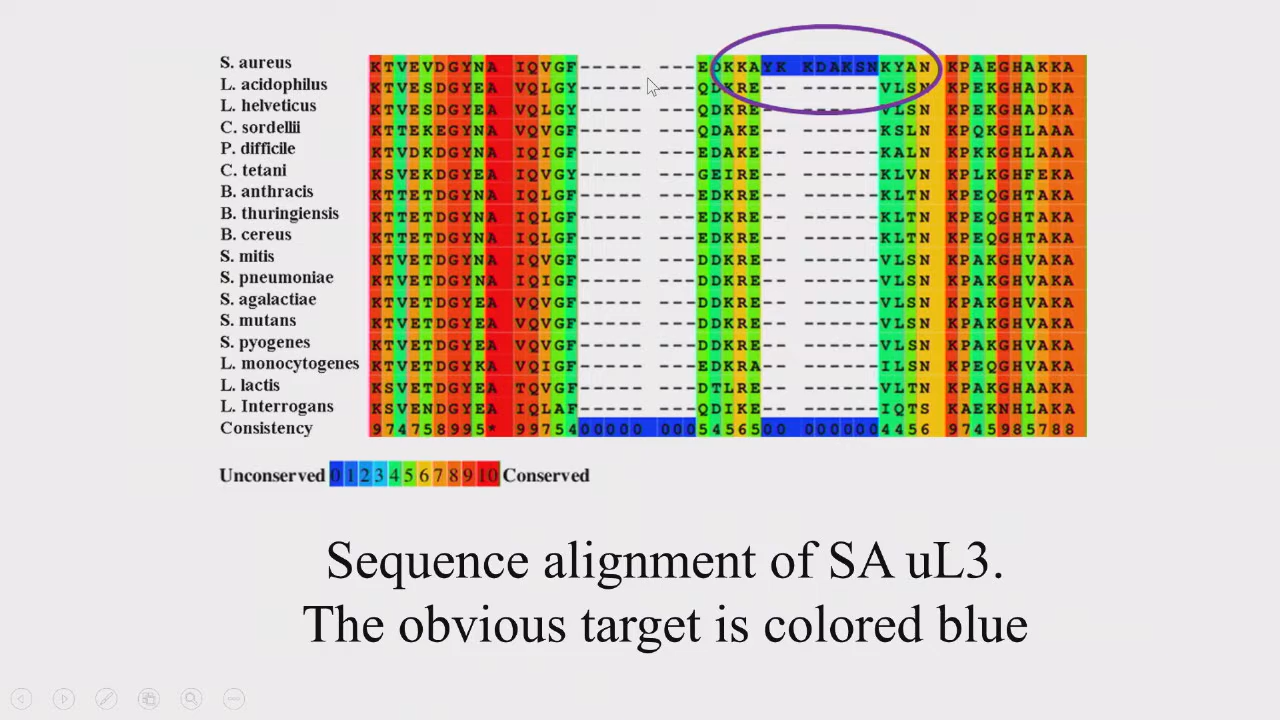 S. aureus KTVEVDGYNA IQVGF----- ---EDKKAYK KDAKSNKYAN KPAEGHAKKA
L. acidophilus KTVESDGYNA VQLGY----- ---QDKRE-- ------VLSN KPEKGHADKA
L. helveticus KTVESDGYNA VQLGY----- ---QDKRE-- ------VLSN KPEKGHADKA
C. sordellii KTTEKEGYNA IQVGF----- ---QDAKE-- ------KSLN KPQKGHLAAA
P. difficile KTVDKDGYNA IQIGF----- ---EDAKE-- ------KALN KPKKGHLAAA
C. tetani KSVEKDGYEA IQVGY----- ---GEIRE-- ------KLVN KPLKGHFEKA
B. anthracis KTTETDGYNA IQLGF----- ---EDKRE-- ------KLTN KPEQGHTAKA
B. thuringiensis KTTETDGYNA IQLGF----- ---EDKRE-- ------KLTN KPEQGHTAKA
B. cereus KTTETDGYNA IQLGF----- ---EDKRE-- ------KLTN KPEQGHTAKA
S. mitis KTVETDGYNA IQVGF----- ---DDKRE-- ------VLSN KPAKGHVAKA
S. pneumoniae KTVETDGYNA IQIGF----- ---DDKRE-- ------VLSN KPAKGHVAKA
S. agalactiae KTVETDGYEA VQVGF----- ---DDKRE-- ------VLSN KPAKGHVAKA
S. mutans KTVETDGYEA VQVGF----- ---DDKRE-- ------VLSN KPAKGHVAKA
S. pyogenes KTVETDGYEA VQVGF----- ---DDKRE-- ------VLSN KPAKGHVAKA
L. monocytogenes KTVETDGYKA VQIGF----- ---EDKRA-- ------ILSN KPEQGHVAKA
L. lactis KSVETDGYEA TQVGF----- ---DTLRE-- ------VLTN KPAKGHAAKA
L. Interrogans KSVENDGYEA IQLAF----- ---QDIKE-- ------IQTS KAEKNHLAKA
Consistency 974758995* 9975400000 0005456500 0000004456 9745985788
Unconserved 0 1 2 3 4 5 6 7 8 9 10 Conserved
Sequence alignment of SA uL3.
The obvious target is colored blue